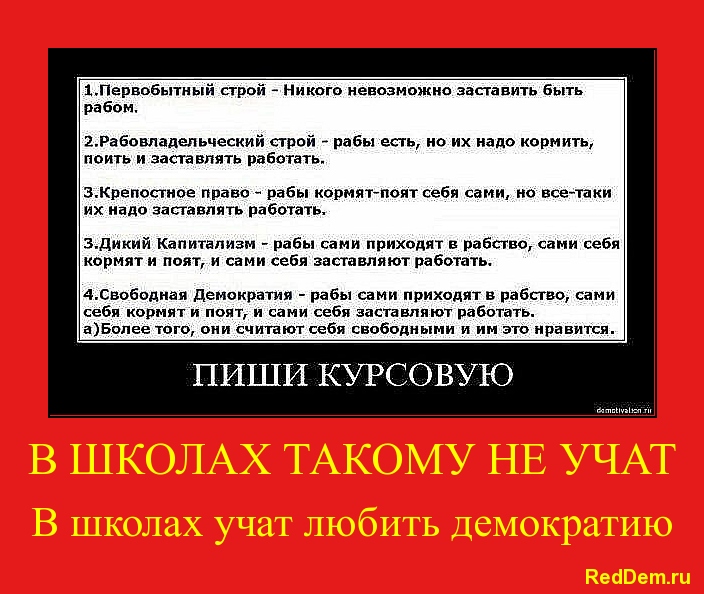 1.Первобытный строй - Никого невозможно заставить быть
рабом.
2.Рабовладельческий строй - рабы есть, но их надо кормить,
поить и заставлять работать.
3.Крепостное право - рабы кормят-поят себя сами, но все-таки
их надо заставлять работать.
3.Дикий Капитализм - рабы сами приходят в рабство, сами себя
кормят и поят, и сами себя заставляют работать.
4.Свободная Демократия - рабы сами приходят в рабство, сами
себя кормят и поят, и сами себя заставляют работать.
а)Более того, они считают себя свободными и им это нравится.
ПИШИ КУРСОВУЮ
demotivation.ru
В ШКОЛАХ ТАКОМУ НЕ УЧАТ
В школах учат любить демократию
RedDem.ru